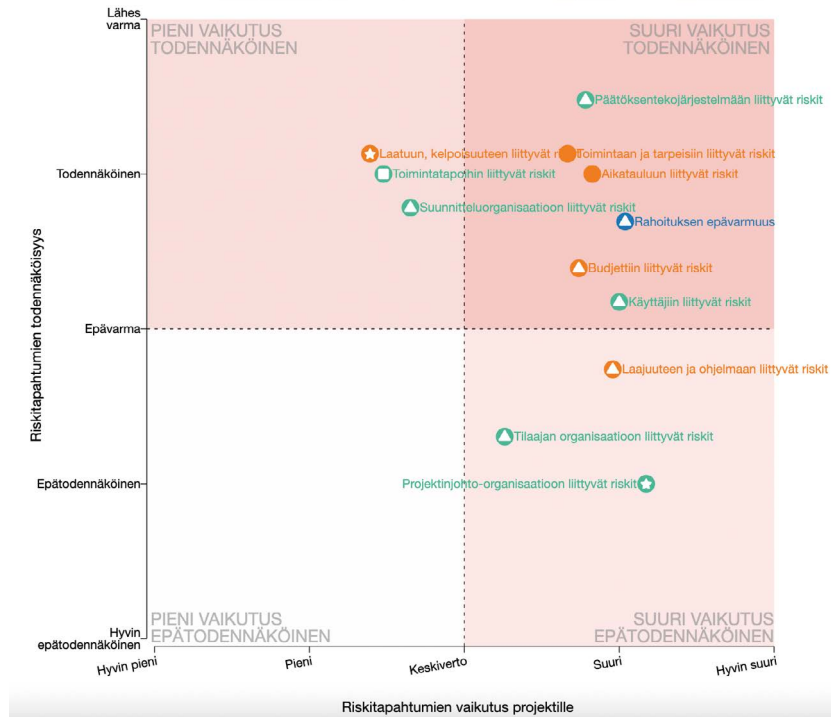 Lähes
varma
PIENI VAIKUTUS
TODENNÄKÖINEN
SUURI VAIKUTUS
TODENNÄKÖINEN
Päätöksentekojärjestelmään liittyvät riskit
Laatuun, kelpoisuuteen liittyvät r
Toimintaan ja tarpeisiin liittyvät riskit
Todennäköinen
Toimintatapoihin liittyvät riskit
Aikatauluun liittyvät riskit
Suunnitteluorganisaatioon liittyvät riskit
Rahoituksen epävarmuus
Budjettiin liittyvät riskit
Käyttäjiin liittyvät riskit
Epävarma
Riskitapahtumien todennäköisyys
Laajuuteen ja ohjelmaan liittyvät riskit
Tilaajan organisaatioon liittyvät riskit
Epätodennäköinen
Projektinjohto-organisaatioon liittyvät riskit
PIENI VAIKUTUS
EPÄTODENNÄKÖINEN
SUURI VAIKUTUS
EPÄTODENNÄKÖINEN
Hyvin
epätodennäköinen
Hyvin pieni
Pieni
Keskiverto
Suuri
Hyvin suuri
Riskitapahtumien vaikutus projektille